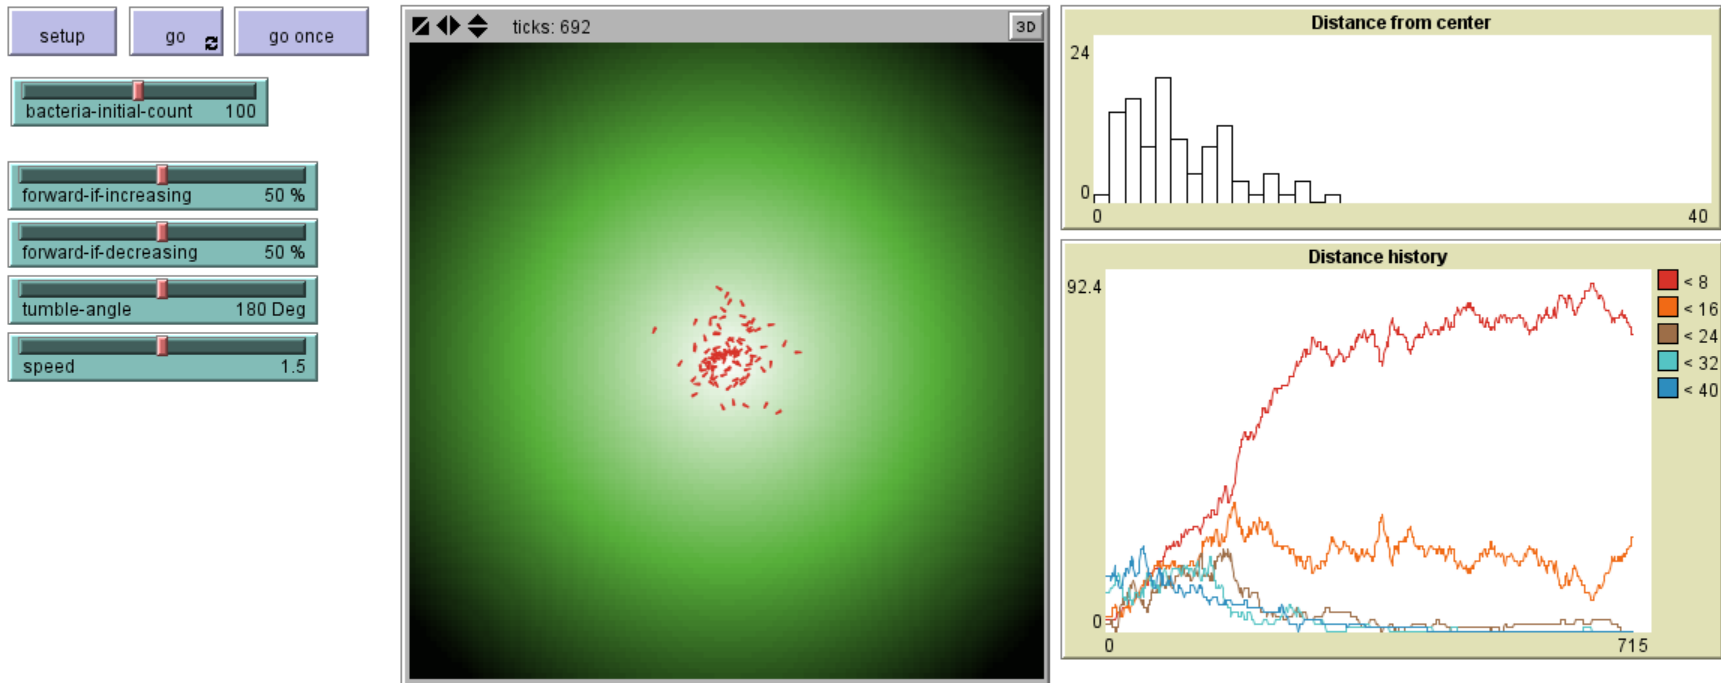 setup
go
go once
bacteria-initial-count 100
forward-if-increasing 50 %
forward-if-decreasing 50 %
tumble-angle 180 Deg
speed 1.5
ticks: 692
3D
Distance from center
24
0
0 40
Distance history
92.4
0
0 715
< 8
< 16
< 24
< 32
< 40